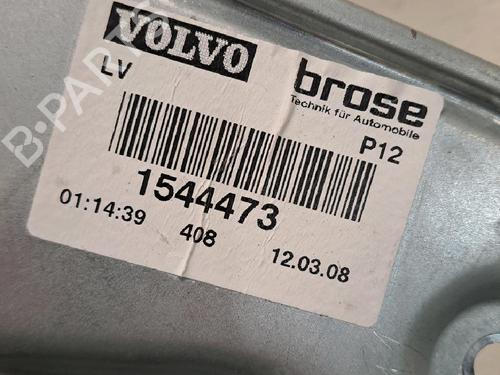 VOLVO
brose
Technik für Automobile
LV
P12
1544473
01:14:39
408
12.03.08
B-PARTS